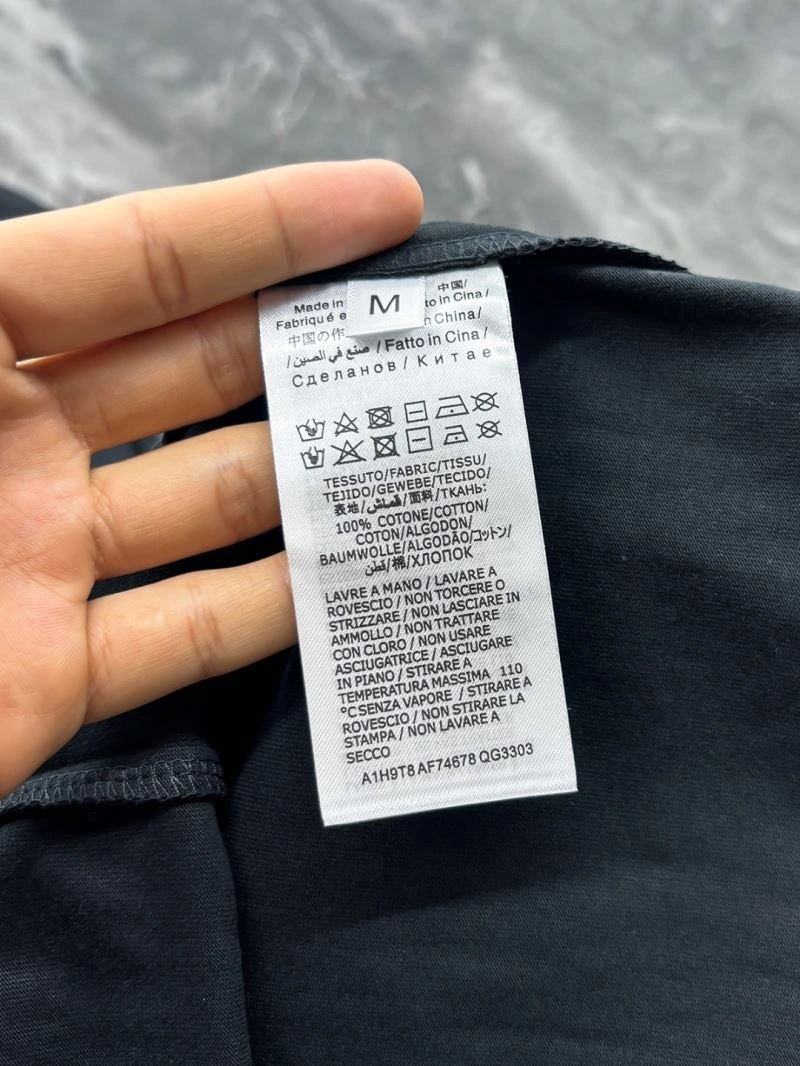 M
Made in 中国/
Fabriqué e to in Cina/
中国の作 n China/
/صنع في الصين / Fatto in Cina/
Сделанов/ Китае
TESSUTO/FABRIC/TISSU/
TEJIDO/GEWEBE/TECIDO/
表地/قماش/面料/ТКАНЬ:
100% COTONE/COTTON/
COTON/ALGODON/
BAUMWOLLE/ALGODÃO/コットン/
قطن/棉/ХЛОПОК
LAVRE A MANO / LAVARE A
ROVESCIO / NON TORCERE O
STRIZZARE / NON LASCIARE IN
AMMOLLO / NON TRATTARE
CON CLORO / NON USARE
ASCIUGATRICE / ASCIUGARE
IN PIANO / STIRARE A
TEMPERATURA MASSIMA 110
°C SENZA VAPORE / STIRARE A
ROVESCIO / NON STIRARE LA
STAMPA / NON LAVARE A
SECCO
A1H9T8 AF74678 QG3303